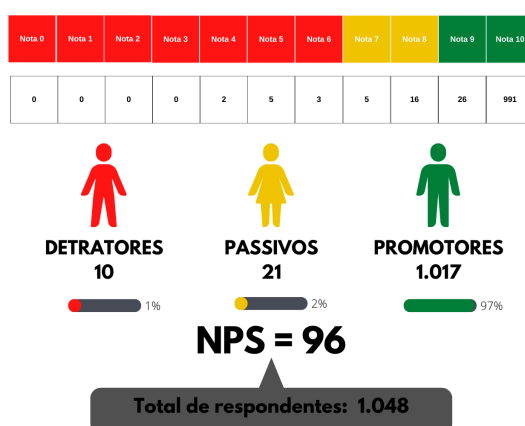 Nota 0 Nota 1 Nota 2 Nota 3 Nota 4 Nota 5 Nota 6 Nota 7 Nota 8 Nota 9 Nota 10
0 0 0 0 2 5 3 5 16 26 991
DETRATORES PASSIVOS PROMOTORES
10 21 1.017
1% 2% 97%
NPS = 96
Total de respondentes: 1.048